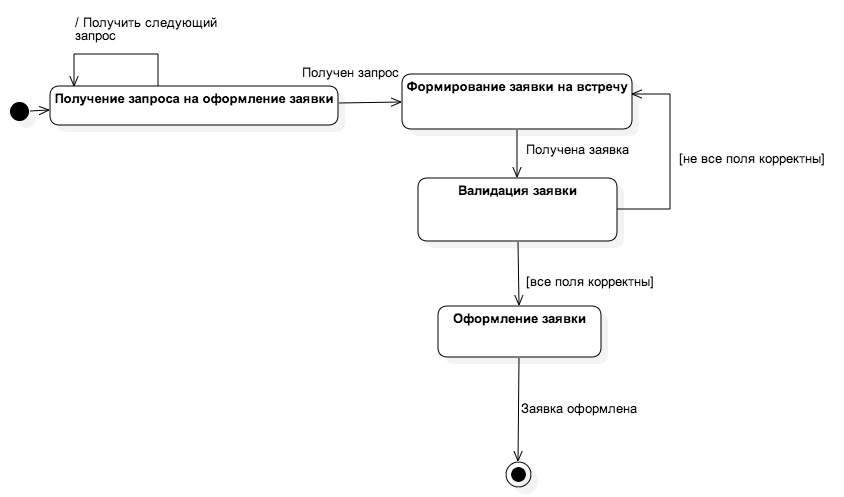 / Получить следующий
запрос
Получение запроса на оформление заявки
Получен запрос
Формирование заявки на встречу
Получена заявка
[не все поля корректны]
Валидация заявки
[все поля корректны]
Оформление заявки
Заявка оформлена